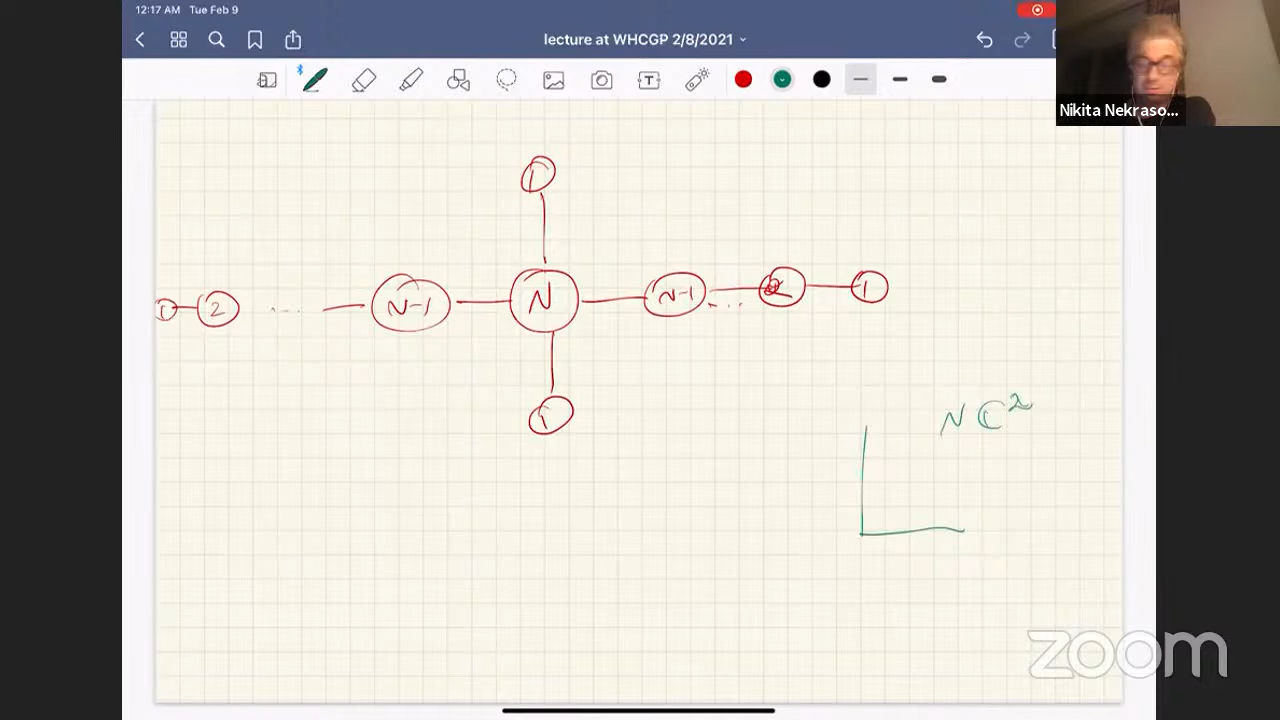 12:17 AM Tue Feb 9
lecture at WHCGP 2/8/2021
T
Nikita Nekraso...
1
1 2 ... N-1 N N-1 ... 2 1
1
N ℂ²
zoom